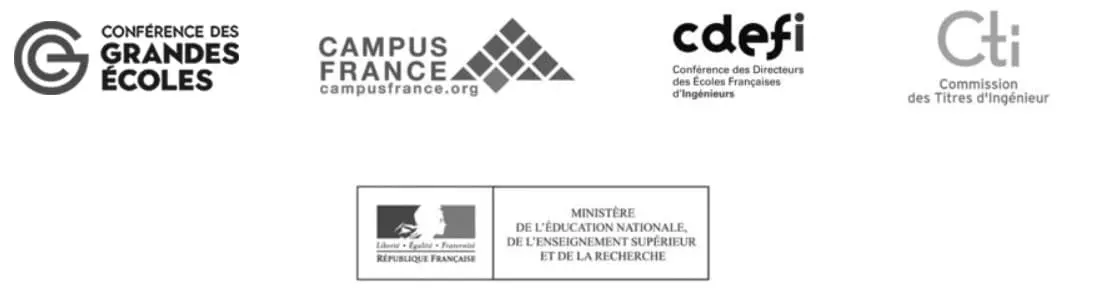 CONFÉRENCE DES
GRANDES
ÉCOLES
CAMPUS
FRANCE
campusfrance.org
cdefi
Conférence des Directeurs
des Écoles Françaises
d'Ingénieurs
Cti
Commission
des Titres d'Ingénieur
Liberté • Égalité • Fraternité
RÉPUBLIQUE FRANÇAISE
MINISTÈRE
DE L'ÉDUCATION NATIONALE,
DE L'ENSEIGNEMENT SUPÉRIEUR
ET DE LA RECHERCHE